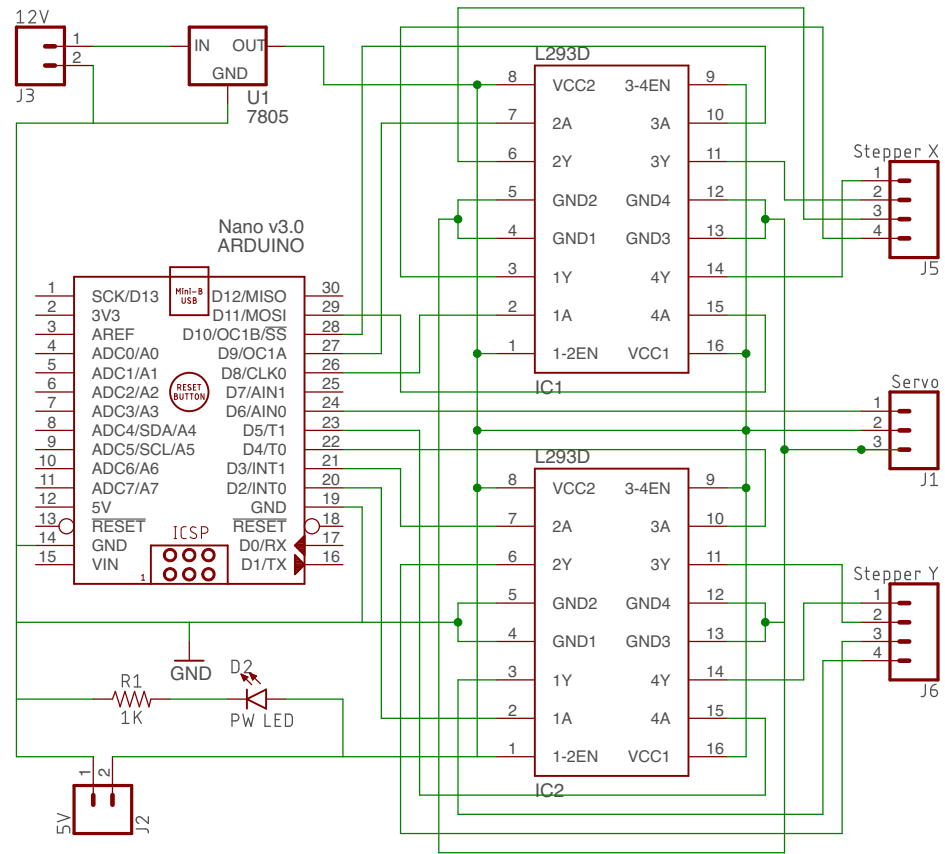 12V
1
2
J3
IN OUT
GND
U1
7805
L293D
8 VCC2 3-4EN 9
7 2A 3A 10
6 2Y 3Y 11
5 GND2 GND4 12
4 GND1 GND3 13
3 1Y 4Y 14
2 1A 4A 15
1 1-2EN VCC1 16
IC1
Stepper X
1
2
3
4
J5
Nano v3.0
ARDUINO
Mini-B
USB
RESET
BUTTON
1 SCK/D13 D12/MISO 30
2 3V3 D11/MOSI 29
3 AREF D10/OC1B/SS 28
4 ADC0/A0 D9/OC1A 27
5 ADC1/A1 D8/CLK0 26
6 ADC2/A2 D7/AIN1 25
7 ADC3/A3 D6/AIN0 24
8 ADC4/SDA/A4 D5/T1 23
9 ADC5/SCL/A5 D4/T0 22
10 ADC6/A6 D3/INT1 21
11 ADC7/A7 D2/INT0 20
12 5V GND 19
13 RESET RESET 18
14 GND D0/RX 17
15 VIN D1/TX 16
ICSP
1
Servo
1
2
3
J1
L293D
8 VCC2 3-4EN 9
7 2A 3A 10
6 2Y 3Y 11
5 GND2 GND4 12
4 GND1 GND3 13
3 1Y 4Y 14
2 1A 4A 15
1 1-2EN VCC1 16
IC2
Stepper Y
1
2
3
4
J6
GND
R1
1K
D2
PW LED
1
2
5V
J2